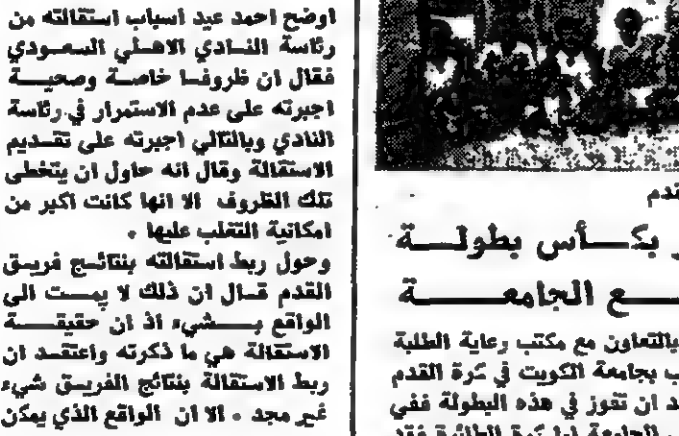 اوضح احمد عيد اسباب استقالته من
رئاسة النادي الاهلي السعودي
فقال ان ظروفا خاصة وصحية
اجبرته على عدم الاستمرار في رئاسة
النادي وبالتالي اجبرته على تقديم
الاستقالة وقال انه حاول ان يتخطى
تلك الظروف الا انها كانت اكبر من
امكانية التغلب عليها .
وحول ربط استقالته بنتائج فريق
القدم قال ان ذلك لا يمت الى
الواقع بشيء اذ ان حقيقة
الاستقالة هي ما ذكرته واعتقد ان
ربط الاستقالة بنتائج الفريق شيء
غير مجد . الا ان الواقع الذي يمكن
قدم
بكأس بطولة
ع الجامعة
بالتعاون مع مكتب رعاية الطلبة
ب بجامعة الكويت في كرة القدم
د ان تفوز في هذه البطولة ففي
الجامعة كرة الطائرة فقد